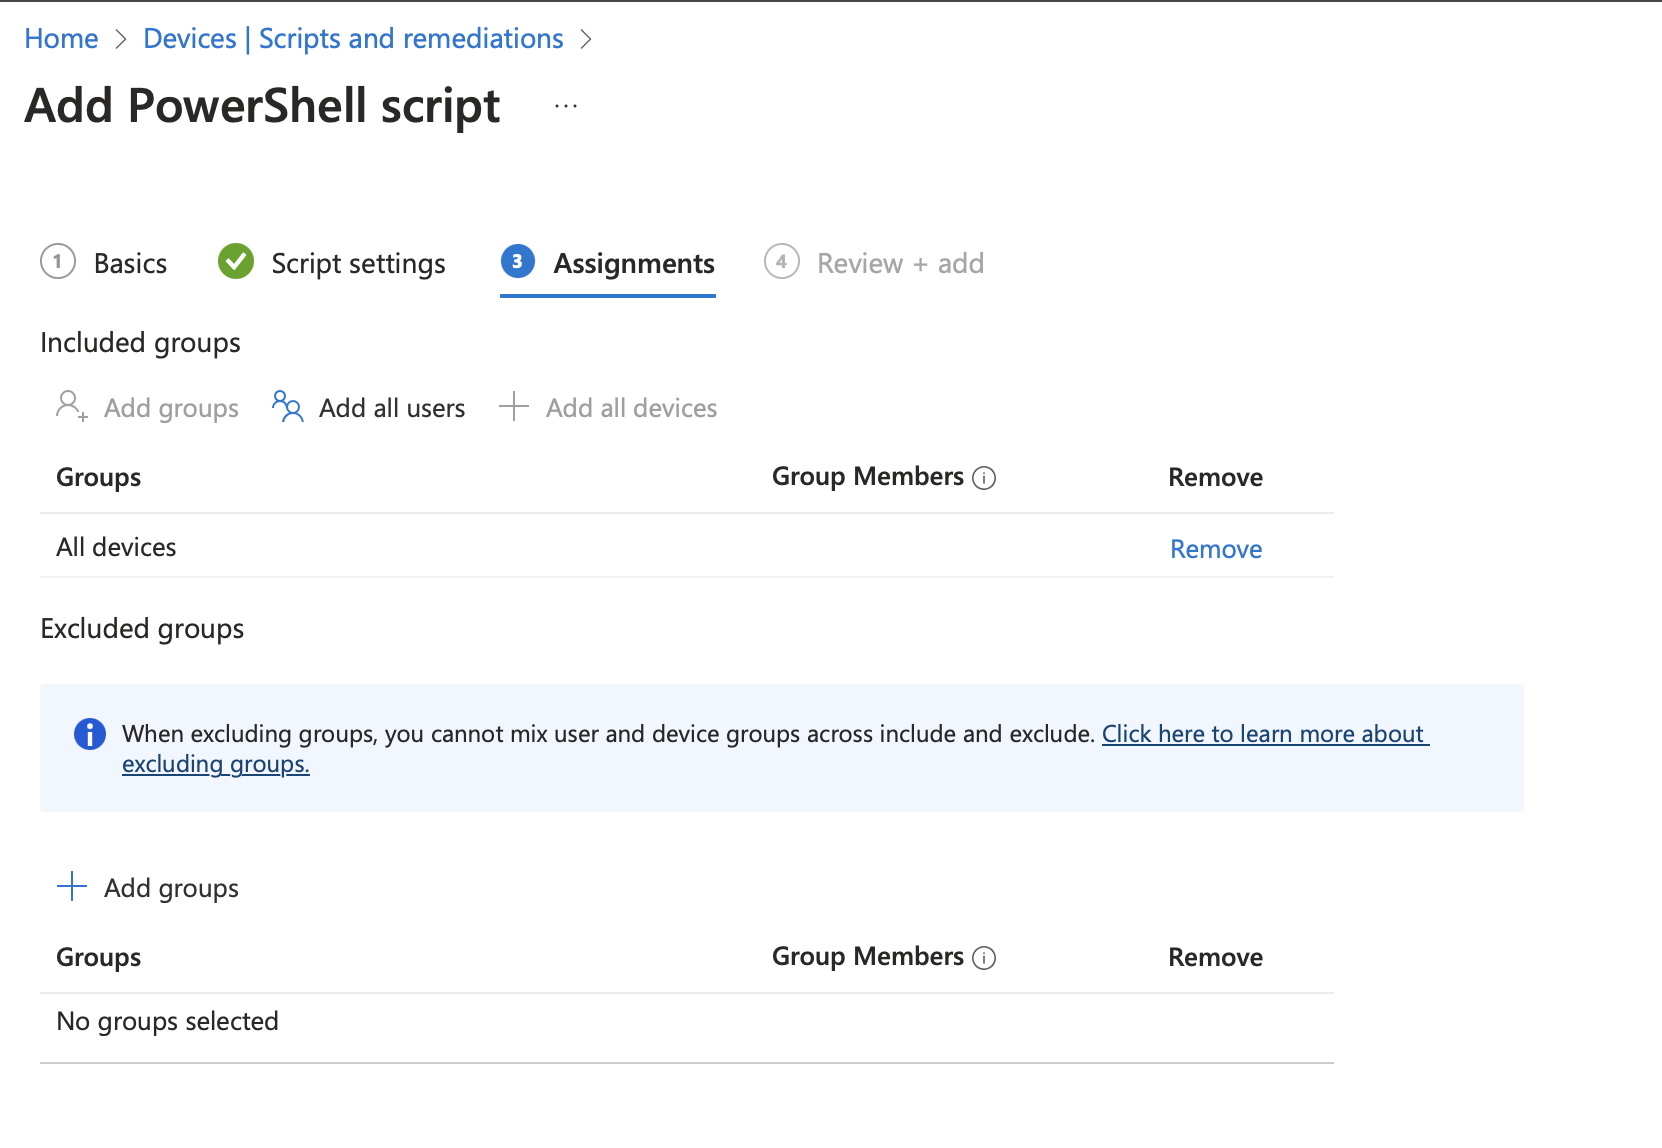 Home > Devices | Scripts and remediations >
Add PowerShell script ...
1 Basics Script settings 3 Assignments 4 Review + add
Included groups
Add groups Add all users Add all devices
Groups Group Members Remove
All devices Remove
Excluded groups
When excluding groups, you cannot mix user and device groups across include and exclude. Click here to learn more about
excluding groups.
Add groups
Groups Group Members Remove
No groups selected